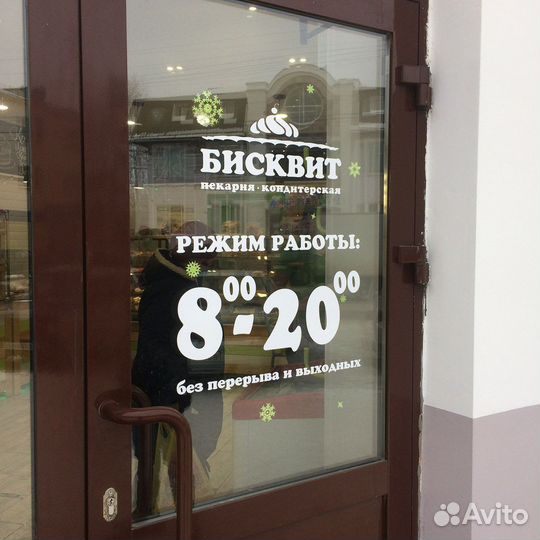 БИСКВИТ
пекарня · кондитерская
РЕЖИМ РАБОТЫ:
8⁰⁰-20⁰⁰
без перерыва и выходных
Avito